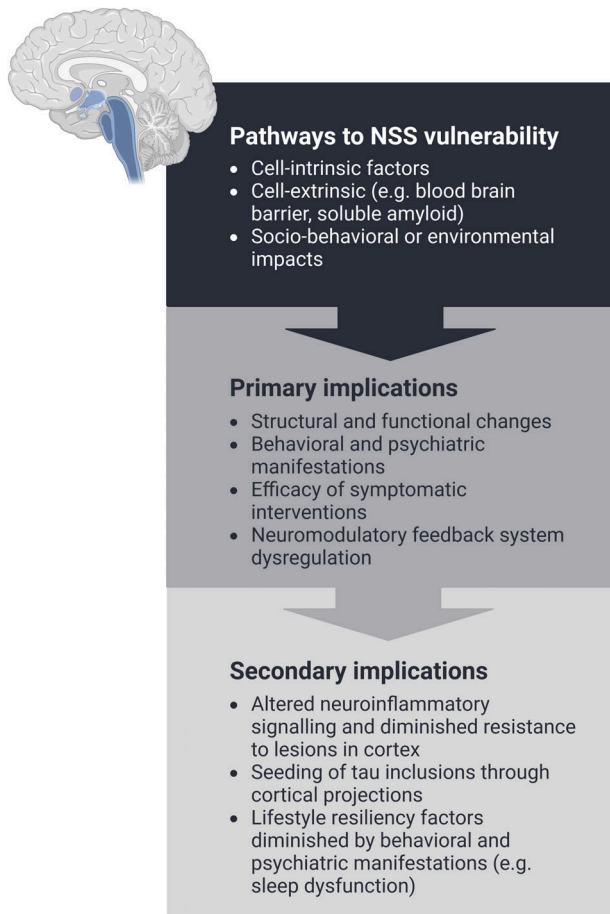 Pathways to NSS vulnerability
• Cell-intrinsic factors
• Cell-extrinsic (e.g. blood brain
barrier, soluble amyloid)
• Socio-behavioral or environmental
impacts
Primary implications
• Structural and functional changes
• Behavioral and psychiatric
manifestations
• Efficacy of symptomatic
interventions
• Neuromodulatory feedback system
dysregulation
Secondary implications
• Altered neuroinflammatory
signalling and diminished resistance
to lesions in cortex
• Seeding of tau inclusions through
cortical projections
• Lifestyle resiliency factors
diminished by behavioral and
psychiatric manifestations (e.g.
sleep dysfunction)